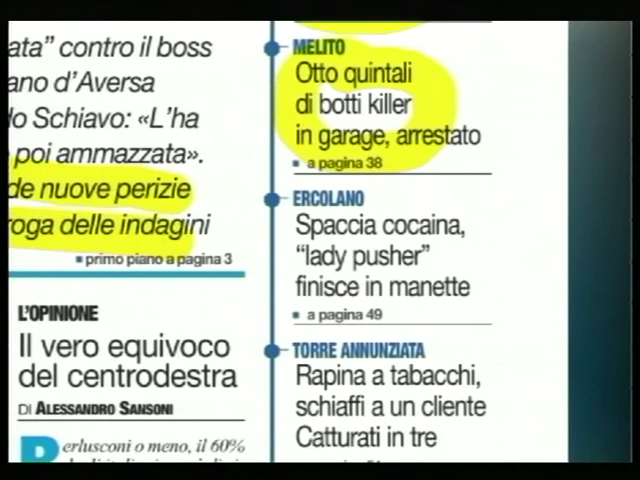 ata” contro il boss
ano d’Aversa
do Schiavo: «L’ha
poi ammazzata».
de nuove perizie
roga delle indagini
primo piano a pagina 3
L’OPINIONE
Il vero equivoco
del centrodestra
DI ALESSANDRO SANSONI
Berlusconi o meno, il 60%
MELITO
Otto quintali
di botti killer
in garage, arrestato
a pagina 38
ERCOLANO
Spaccia cocaina,
“lady pusher”
finisce in manette
a pagina 49
TORRE ANNUNZIATA
Rapina a tabacchi,
schiaffi a un cliente
Catturati in tre